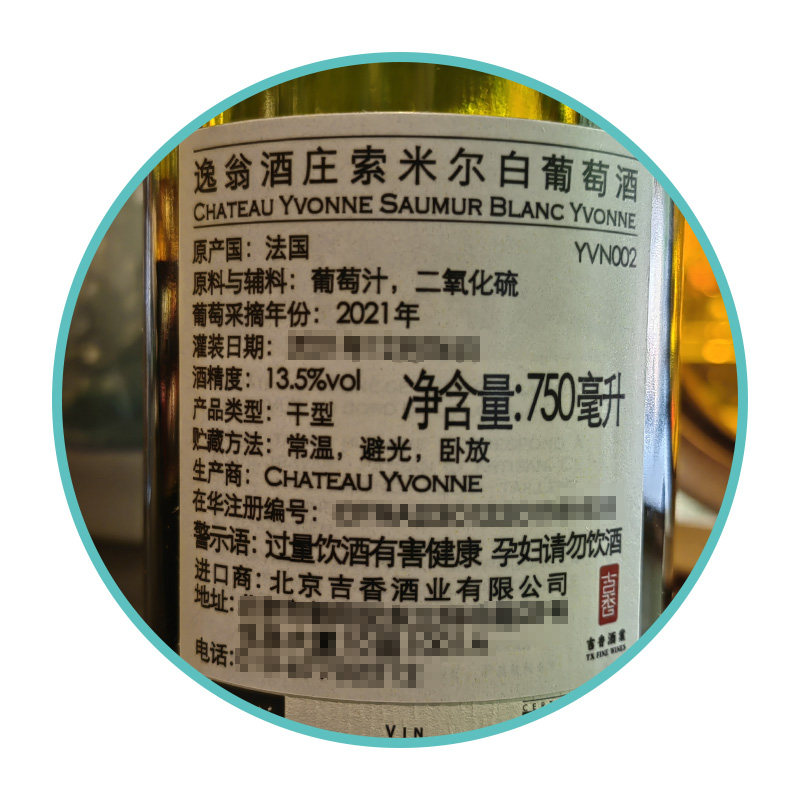 逸翁酒庄索米尔白葡萄酒
CHATEAU YVONNE SAUMUR BLANC YVONNE
原产国：法国 YVN002
原料与辅料：葡萄汁，二氧化硫
葡萄采摘年份：2021年
灌装日期：
酒精度：13.5%vol
净含量:750毫升
产品类型：干型
贮藏方法：常温，避光，卧放
生产商：CHATEAU YVONNE
在华注册编号：
警示语：过量饮酒有害健康 孕妇请勿饮酒
进口商：北京吉香酒业有限公司
地址：
电话：
吉香
吉香酒业
TX FINE WINES
VIN